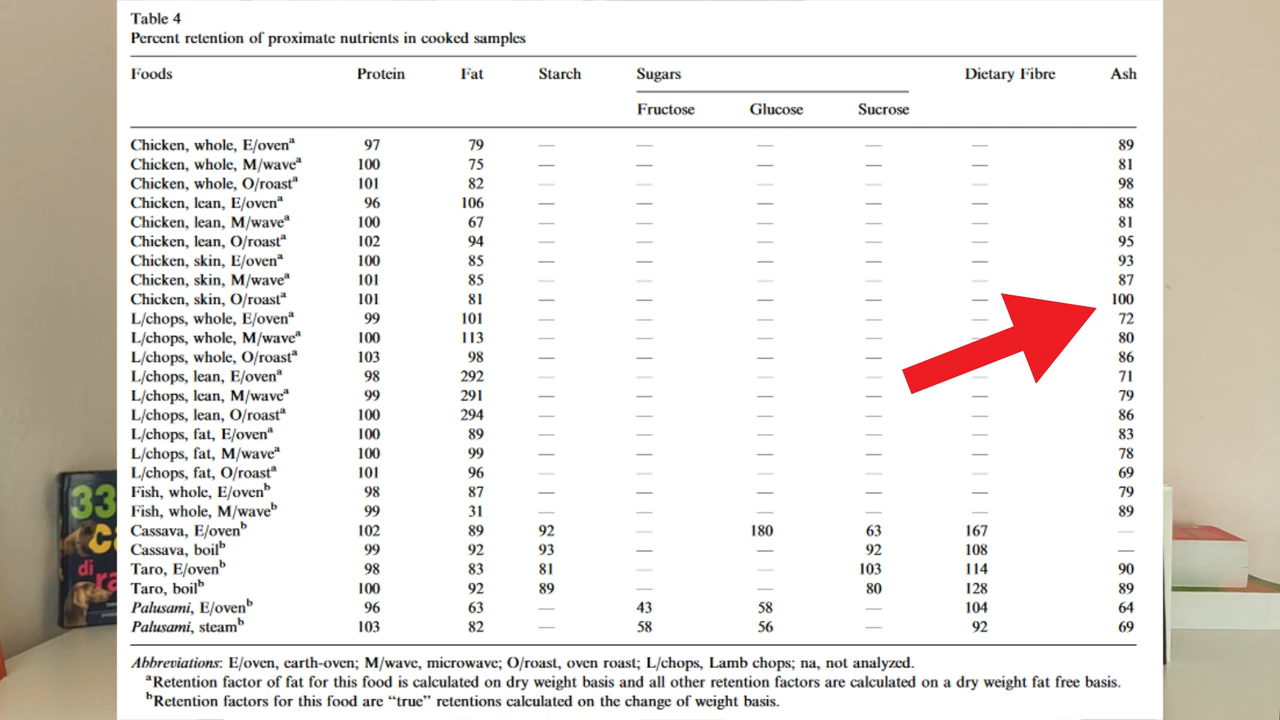 Table 4
Percent retention of proximate nutrients in cooked samples
Foods Protein Fat Starch Sugars Dietary Fibre Ash
Fructose Glucose Sucrose
Chicken, whole, E/ovenᵃ 97 79 — — — — — 89
Chicken, whole, M/waveᵃ 100 75 — — — — — 81
Chicken, whole, O/roastᵃ 101 82 — — — — — 98
Chicken, lean, E/ovenᵃ 96 106 — — — — — 88
Chicken, lean, M/waveᵃ 100 67 — — — — — 81
Chicken, lean, O/roastᵃ 102 94 — — — — — 95
Chicken, skin, E/ovenᵃ 100 85 — — — — — 93
Chicken, skin, M/waveᵃ 101 85 — — — — — 87
Chicken, skin, O/roastᵃ 101 81 — — — — — 100
L/chops, whole, E/ovenᵃ 99 101 — — — — — 72
L/chops, whole, M/waveᵃ 100 113 — — — — — 80
L/chops, whole, O/roastᵃ 103 98 — — — — — 86
L/chops, lean, E/ovenᵃ 98 292 — — — — — 71
L/chops, lean, M/waveᵃ 99 291 — — — — — 79
L/chops, lean, O/roastᵃ 100 294 — — — — — 86
L/chops, fat, E/ovenᵃ 100 89 — — — — — 83
L/chops, fat, M/waveᵃ 100 99 — — — — — 78
L/chops, fat, O/roastᵃ 101 96 — — — — — 69
Fish, whole, E/ovenᵇ 98 87 — — — — — 79
Fish, whole, M/waveᵇ 99 31 — — — — — 89
Cassava, E/ovenᵇ 102 89 92 — 180 63 167 —
Cassava, boilᵇ 99 92 93 — — 92 108 —
Taro, E/ovenᵇ 98 83 81 — — 103 114 90
Taro, boilᵇ 100 92 89 — — 80 128 89
Palusami, E/ovenᵇ 96 63 — 43 58 — 104 64
Palusami, steamᵇ 103 82 — 58 56 — 92 69
Abbreviations: E/oven, earth-oven; M/wave, microwave; O/roast, oven roast; L/chops, Lamb chops; na, not analyzed.
ᵃRetention factor of fat for this food is calculated on dry weight basis and all other retention factors are calculated on a dry weight fat free basis.
ᵇRetention factors for this food are “true” retentions calculated on the change of weight basis.
33
di